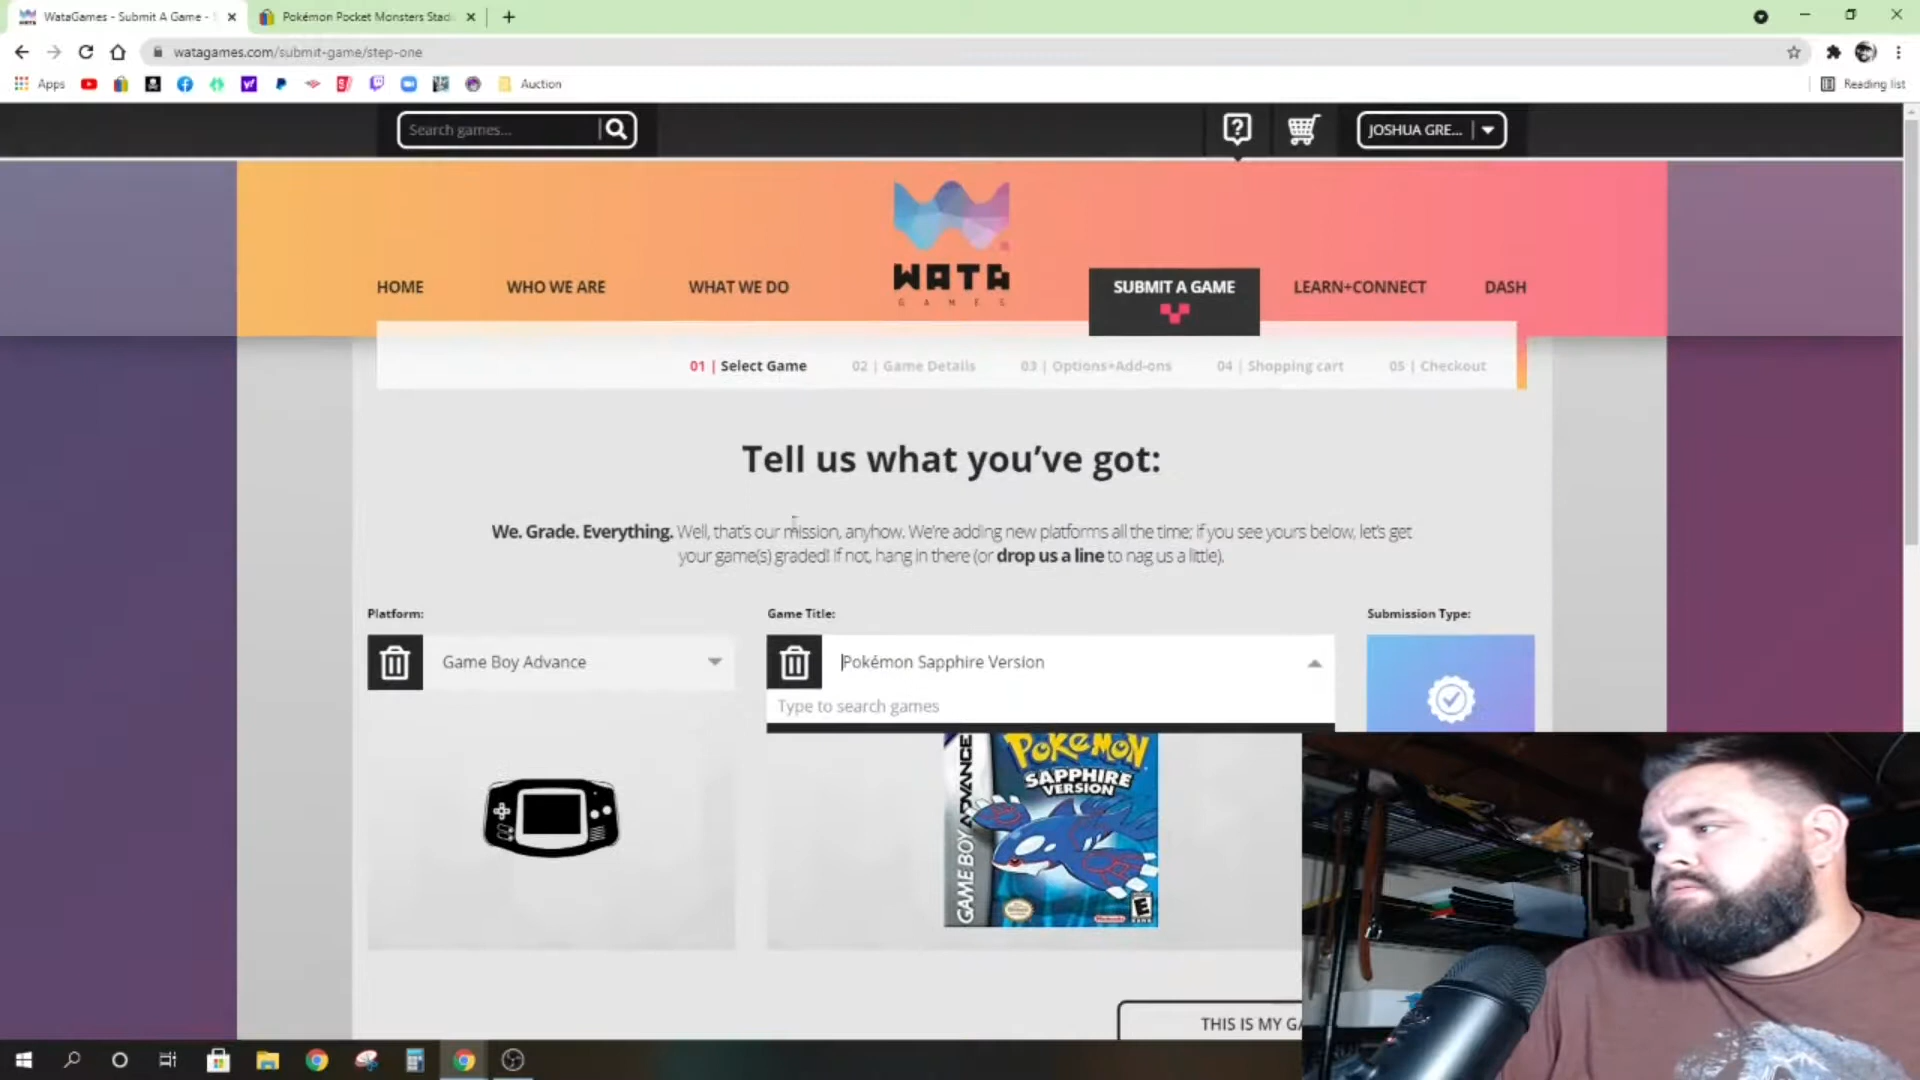 WataGames - Submit A Game -
Pokémon Pocket Monsters Stad
watagames.com/submit-game/step-one
Apps
Auction
Reading list
Search games...
JOSHUA GRE...
WATA
GAMES
HOME
WHO WE ARE
WHAT WE DO
SUBMIT A GAME
LEARN+CONNECT
DASH
01 | Select Game
02 | Game Details
03 | Options+Add-ons
04 | Shopping cart
05 | Checkout
Tell us what you've got:
We. Grade. Everything. Well, that's our mission, anyhow. We're adding new platforms all the time; if you see yours below, let's get
your game(s) graded! If not, hang in there (or drop us a line to nag us a little).
Platform:
Game Title:
Submission Type:
Game Boy Advance
Pokémon Sapphire Version
Type to search games
POKéMON
SAPPHIRE
VERSION
GAME BOY ADVANCE
Nintendo
E
THIS IS MY GA